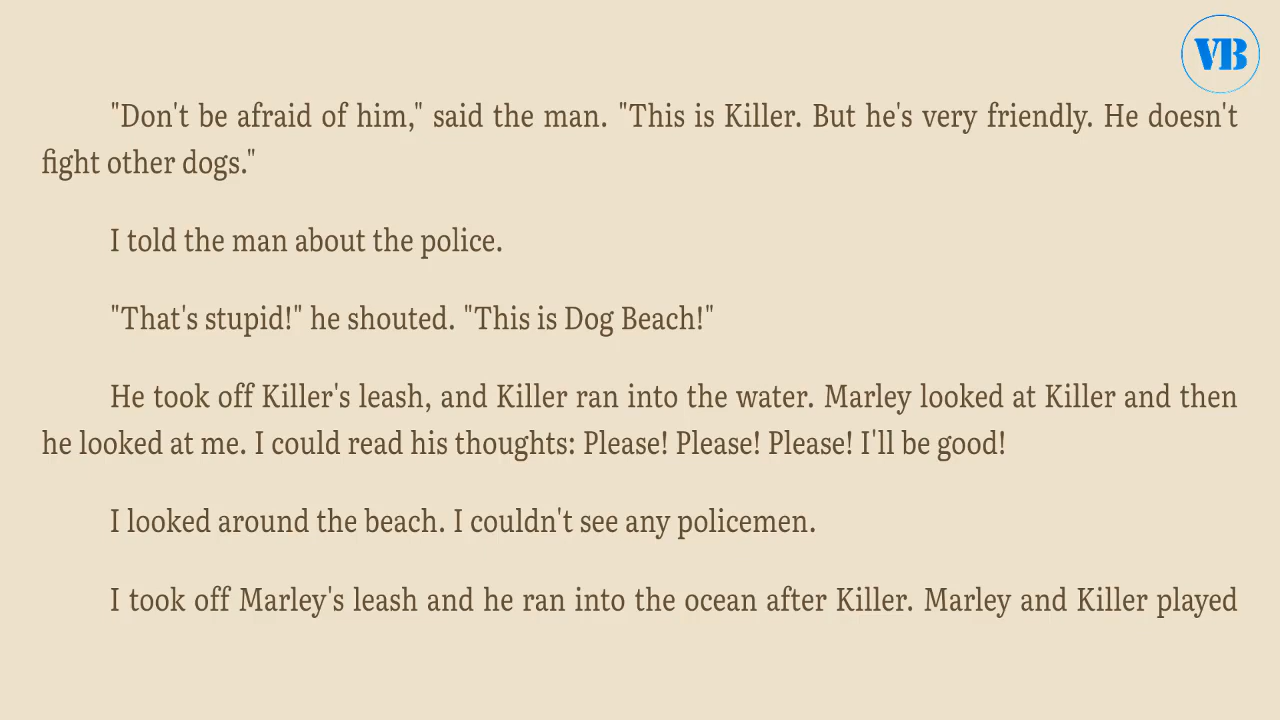 VB
"Don't be afraid of him," said the man. "This is Killer. But he's very friendly. He doesn't
fight other dogs."
I told the man about the police.
"That's stupid!" he shouted. "This is Dog Beach!"
He took off Killer's leash, and Killer ran into the water. Marley looked at Killer and then
he looked at me. I could read his thoughts: Please! Please! Please! I'll be good!
I looked around the beach. I couldn't see any policemen.
I took off Marley's leash and he ran into the ocean after Killer. Marley and Killer played